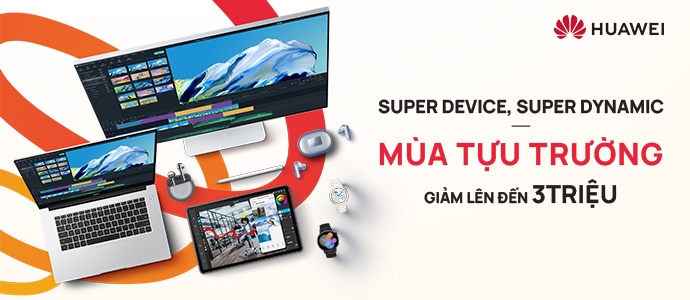 HUAWEI
SUPER DEVICE, SUPER DYNAMIC
MÙA TỰU TRƯỜNG
GIẢM LÊN ĐẾN 3TRIỆU